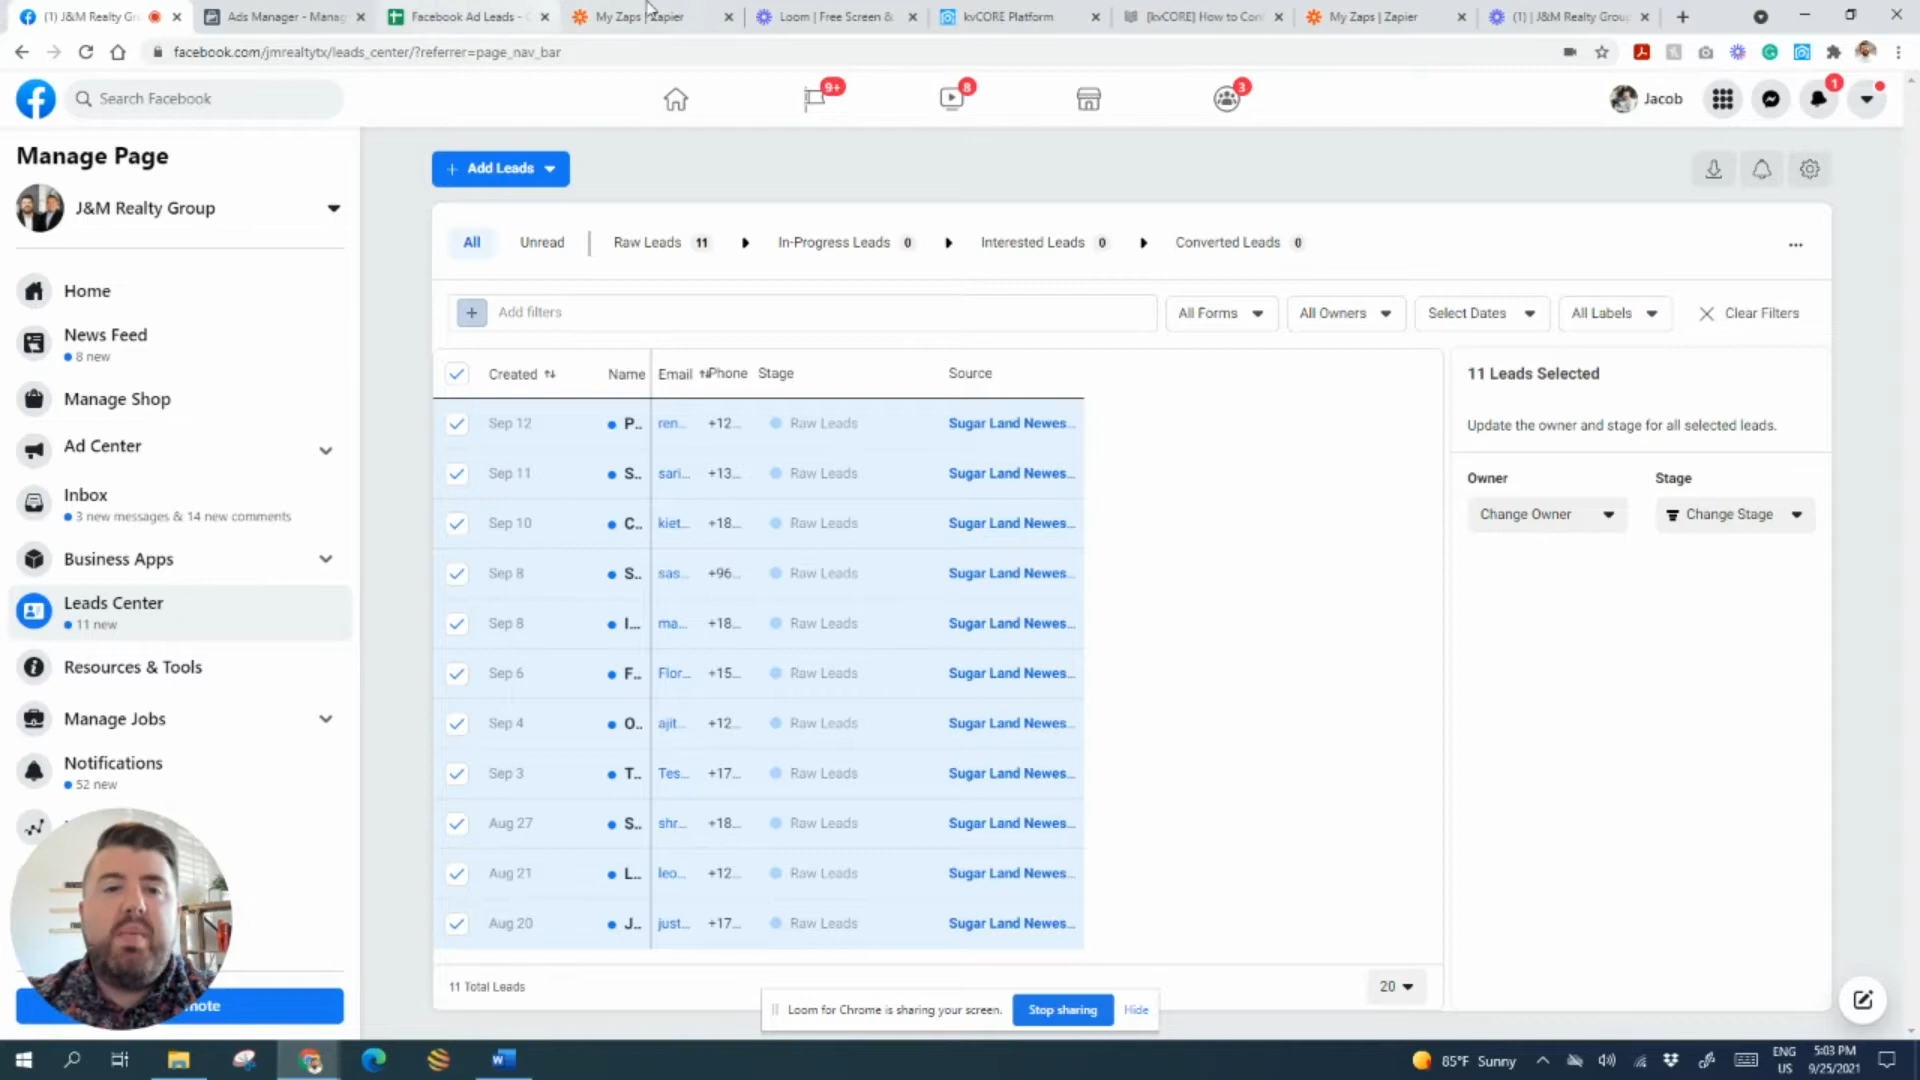 (1) J&M Realty Gr
Ads Manager - Manag
Facebook Ad Leads - C
My Zaps | Zapier
Loom | Free Screen &
kvCORE Platform
[kvCORE] How to Con
My Zaps | Zapier
(1) | J&M Realty Group
facebook.com/jmrealtytx/leads_center/?referrer=page_nav_bar
Search Facebook
9+
8
3
Jacob
1
Manage Page
J&M Realty Group
Home
News Feed
8 new
Manage Shop
Ad Center
Inbox
3 new messages & 14 new comments
Business Apps
Leads Center
11 new
Resources & Tools
Manage Jobs
Notifications
52 new
mote
+ Add Leads
All
Unread
Raw Leads 11
In-Progress Leads 0
Interested Leads 0
Converted Leads 0
Add filters
All Forms
All Owners
Select Dates
All Labels
Clear Filters
Created Name Email Phone Stage Source
Sep 12 P... ren... +12... Raw Leads Sugar Land Newes...
Sep 11 S... sari... +13... Raw Leads Sugar Land Newes...
Sep 10 C... kiet... +18... Raw Leads Sugar Land Newes...
Sep 8 S... sas... +96... Raw Leads Sugar Land Newes...
Sep 8 I... ma... +18... Raw Leads Sugar Land Newes...
Sep 6 F... Flor... +15... Raw Leads Sugar Land Newes...
Sep 4 O... ajit... +12... Raw Leads Sugar Land Newes...
Sep 3 T... Tes... +17... Raw Leads Sugar Land Newes...
Aug 27 S... shr... +18... Raw Leads Sugar Land Newes...
Aug 21 L... leo... +12... Raw Leads Sugar Land Newes...
Aug 20 J... just... +17... Raw Leads Sugar Land Newes...
11 Total Leads
20
11 Leads Selected
Update the owner and stage for all selected leads.
Owner
Stage
Change Owner
Change Stage
Loom for Chrome is sharing your screen.
Stop sharing
Hide
85°F Sunny
ENG
US
5:03 PM
9/25/2021